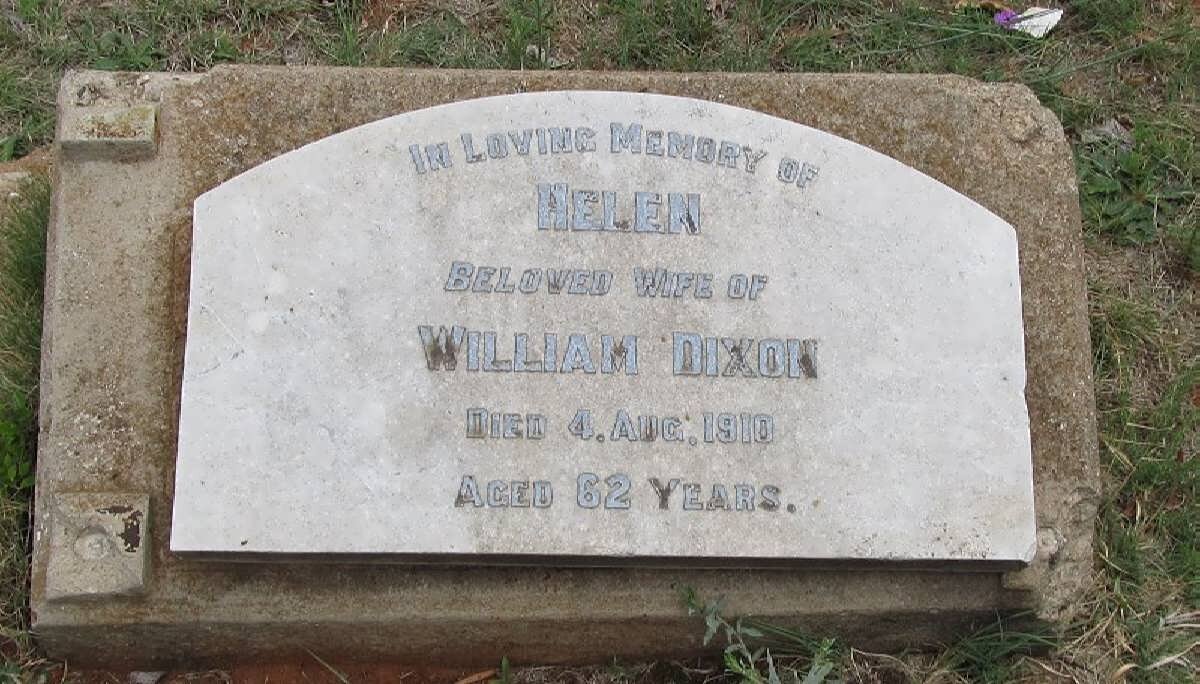 In Loving Memory of
Helen
Beloved Wife of
William Dixon
Died 4. Aug. 1910
Aged 62 Years.